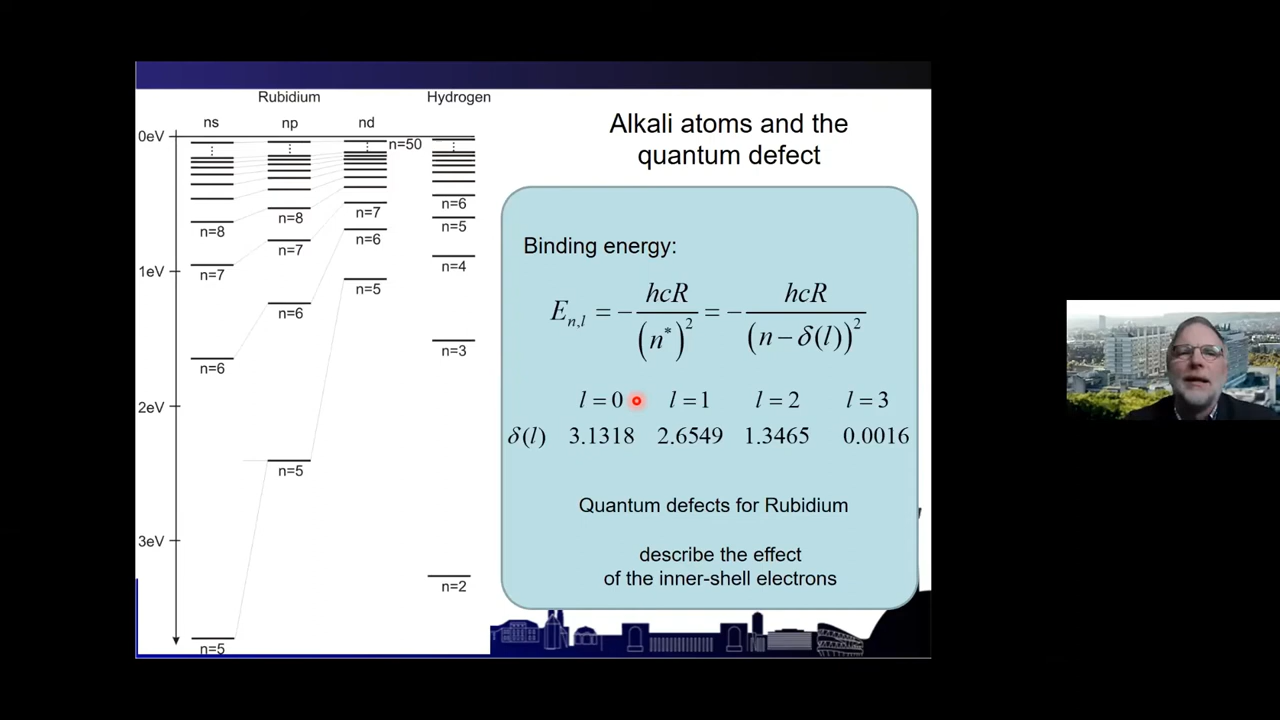 Rubidium
Hydrogen
ns
np
nd
0eV
n=50
n=6
n=8
n=7
n=5
n=8
n=6
n=7
1eV
n=7
n=4
n=5
n=6
n=3
n=6
2eV
n=5
3eV
n=2
n=5
Alkali atoms and the
quantum defect
Binding energy:
E_{n,l} = - hcR / (n*)^2 = - hcR / (n - δ(l))^2
l = 0 l = 1 l = 2 l = 3
δ(l) 3.1318 2.6549 1.3465 0.0016
Quantum defects for Rubidium
describe the effect
of the inner-shell electrons